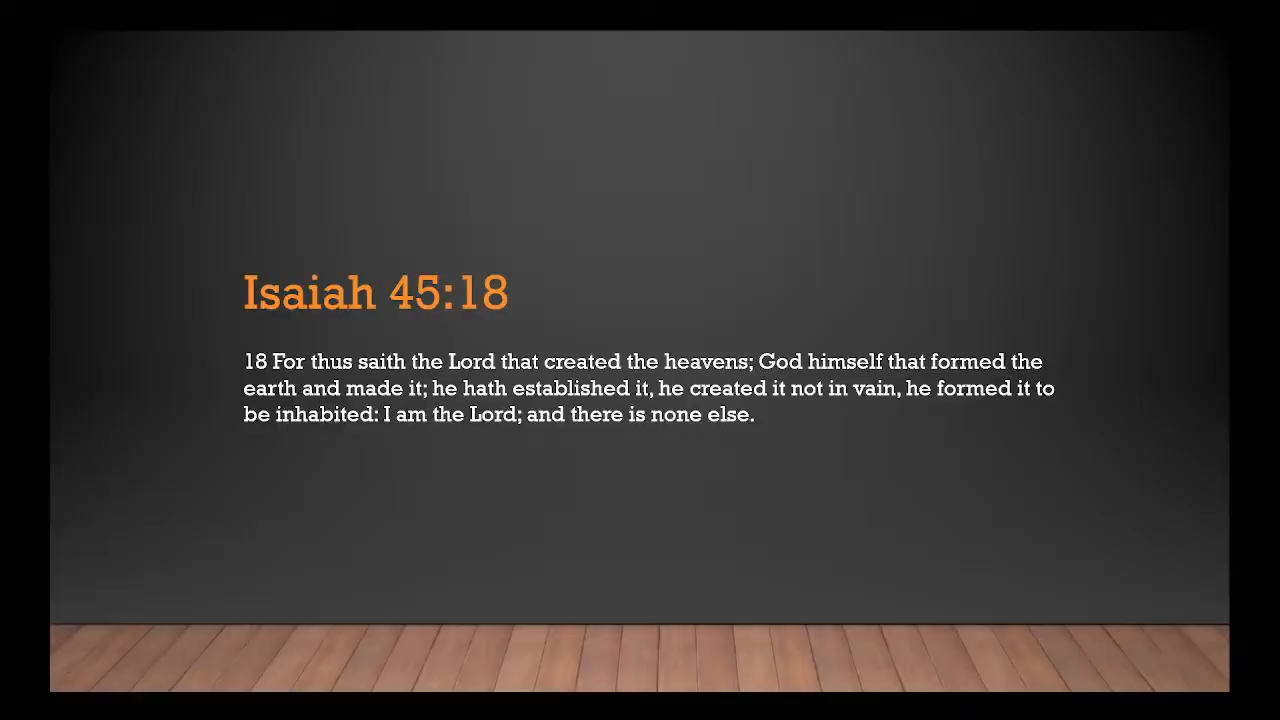 Isaiah 45:18
18 For thus saith the Lord that created the heavens; God himself that formed the
earth and made it; he hath established it, he created it not in vain, he formed it to
be inhabited: I am the Lord; and there is none else.